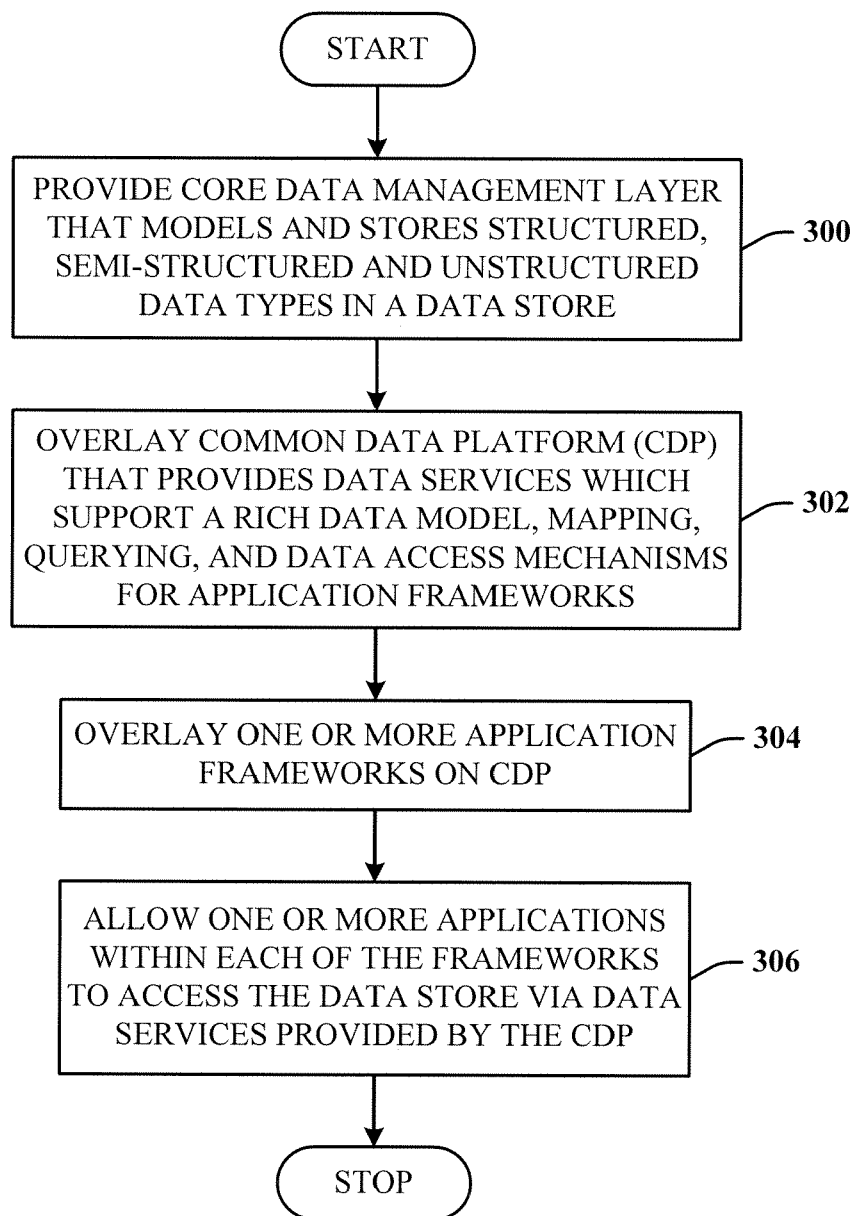 START
PROVIDE CORE DATA MANAGEMENT LAYER
THAT MODELS AND STORES STRUCTURED,
SEMI-STRUCTURED AND UNSTRUCTURED
DATA TYPES IN A DATA STORE
300
OVERLAY COMMON DATA PLATFORM (CDP)
THAT PROVIDES DATA SERVICES WHICH
SUPPORT A RICH DATA MODEL, MAPPING,
QUERYING, AND DATA ACCESS MECHANISMS
FOR APPLICATION FRAMEWORKS
302
OVERLAY ONE OR MORE APPLICATION
FRAMEWORKS ON CDP
304
ALLOW ONE OR MORE APPLICATIONS
WITHIN EACH OF THE FRAMEWORKS
TO ACCESS THE DATA STORE VIA DATA
SERVICES PROVIDED BY THE CDP
306
STOP